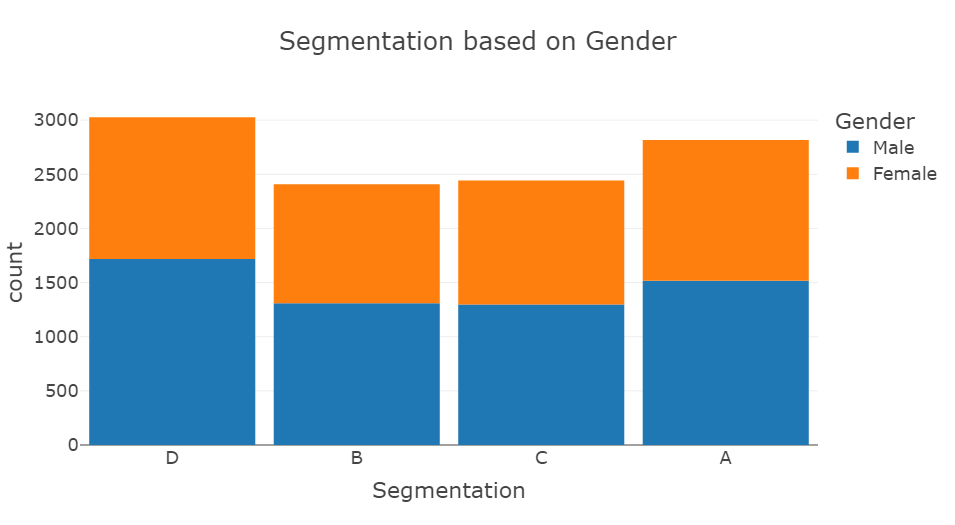 Segmentation based on Gender
3000
2500
2000
1500
1000
500
0
count
D B C A
Segmentation
Gender
Male
Female